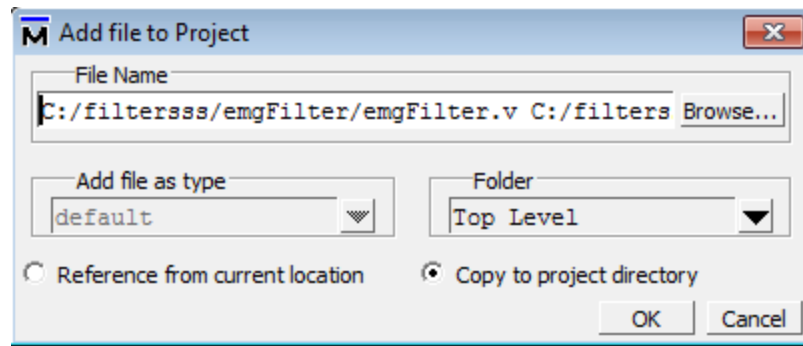 Add file to Project
File Name
C:/filtersss/emgFilter/emgFilter.v C:/filters Browse...
Add file as type
Folder
default
Top Level
Reference from current location
Copy to project directory
OK
Cancel